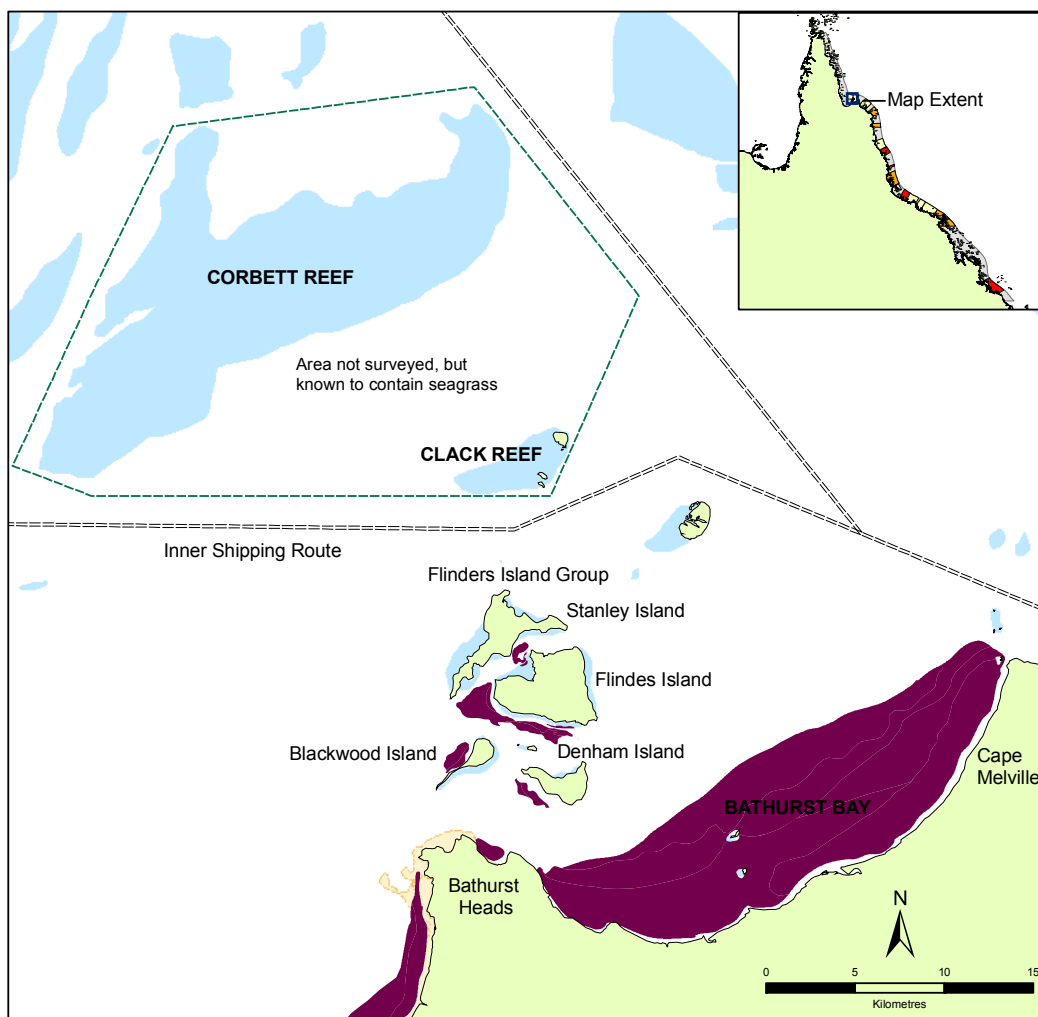 Map Extent
CORBETT REEF
Area not surveyed, but
known to contain seagrass
CLACK REEF
Inner Shipping Route
Flinders Island Group
Stanley Island
Flindes Island
Blackwood Island
Denham Island
Cape
Melville
BATHURST BAY
Bathurst
Heads
N
0 5 10 15
Kilometres